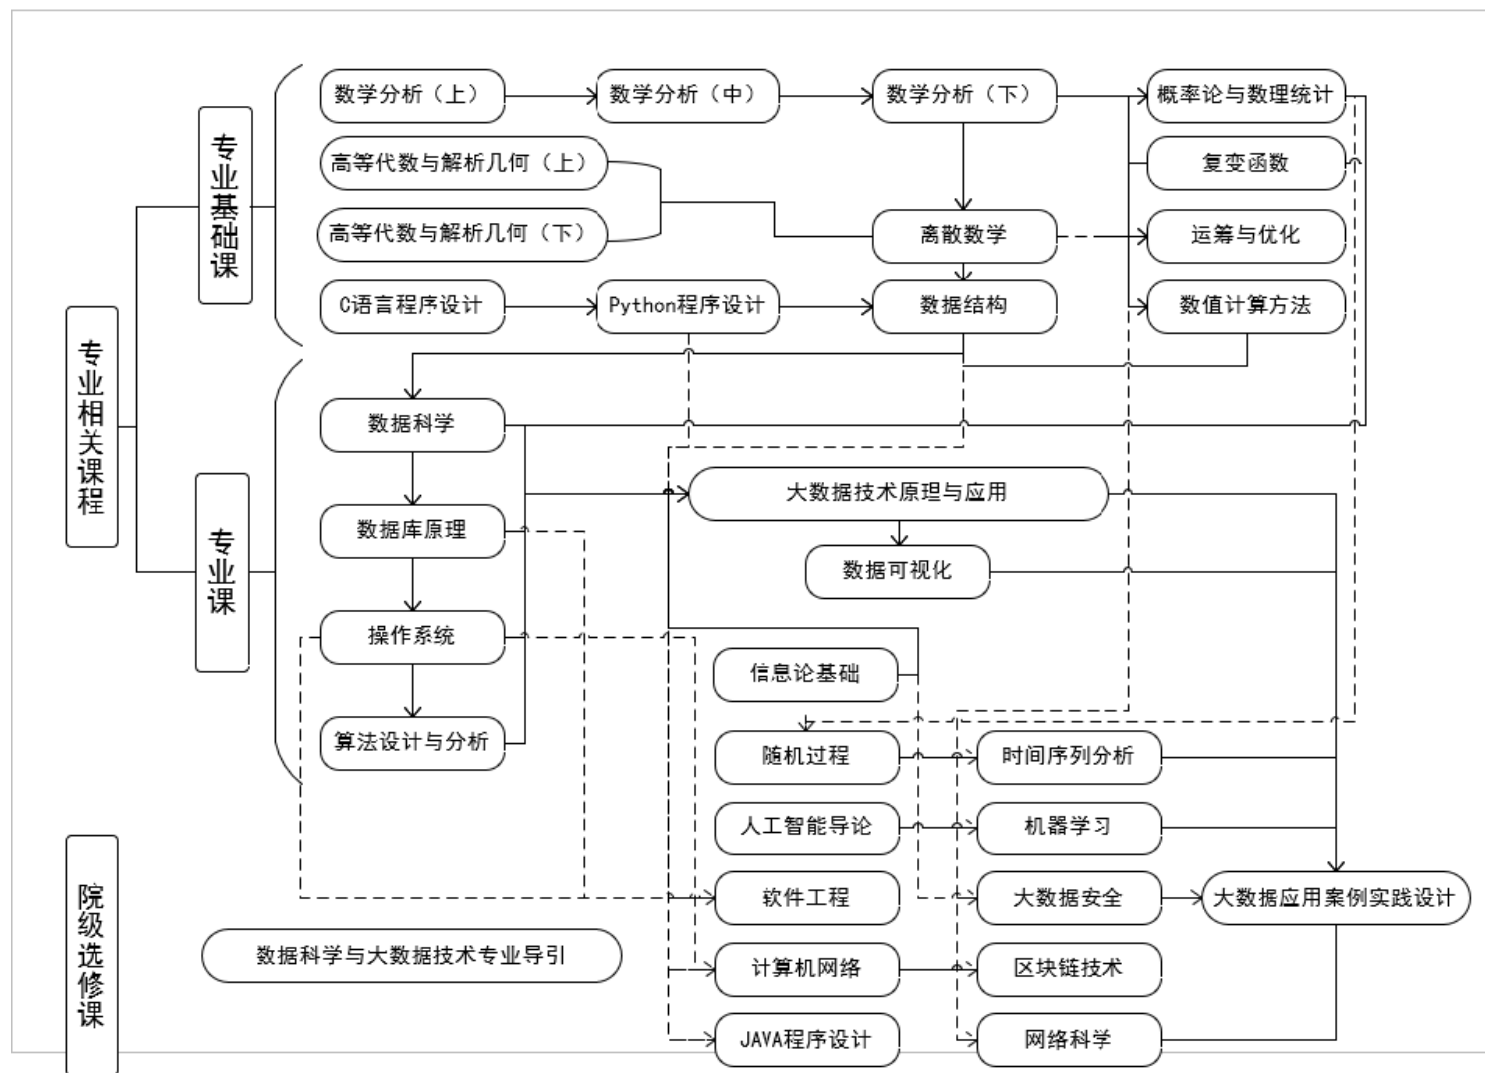 数学分析（上）
数学分析（中）
数学分析（下）
概率论与数理统计
高等代数与解析几何（上）
复变函数
专业基础课
高等代数与解析几何（下）
离散数学
运筹与优化
C语言程序设计
Python程序设计
数据结构
数值计算方法
专业相关课程
数据科学
大数据技术原理与应用
数据库原理
数据可视化
专业课
操作系统
信息论基础
算法设计与分析
随机过程
时间序列分析
人工智能导论
机器学习
软件工程
大数据安全
大数据应用案例实践设计
院级选修课
数据科学与大数据技术专业导引
计算机网络
区块链技术
JAVA程序设计
网络科学